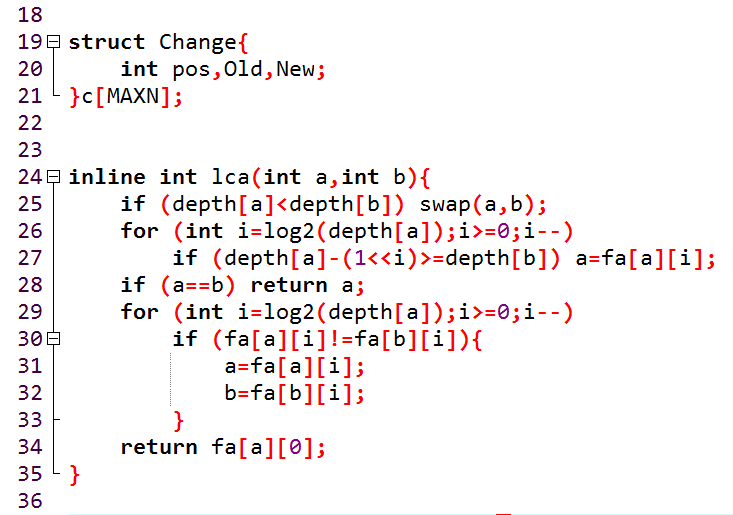 18
19 struct Change{
20     int pos,Old,New;
21 }c[MAXN];
22
23
24 inline int lca(int a,int b){
25     if (depth[a]<depth[b]) swap(a,b);
26     for (int i=log2(depth[a]);i>=0;i--)
27         if (depth[a]-(1<<i)>=depth[b]) a=fa[a][i];
28     if (a==b) return a;
29     for (int i=log2(depth[a]);i>=0;i--)
30         if (fa[a][i]!=fa[b][i]){
31             a=fa[a][i];
32             b=fa[b][i];
33         }
34     return fa[a][0];
35 }
36